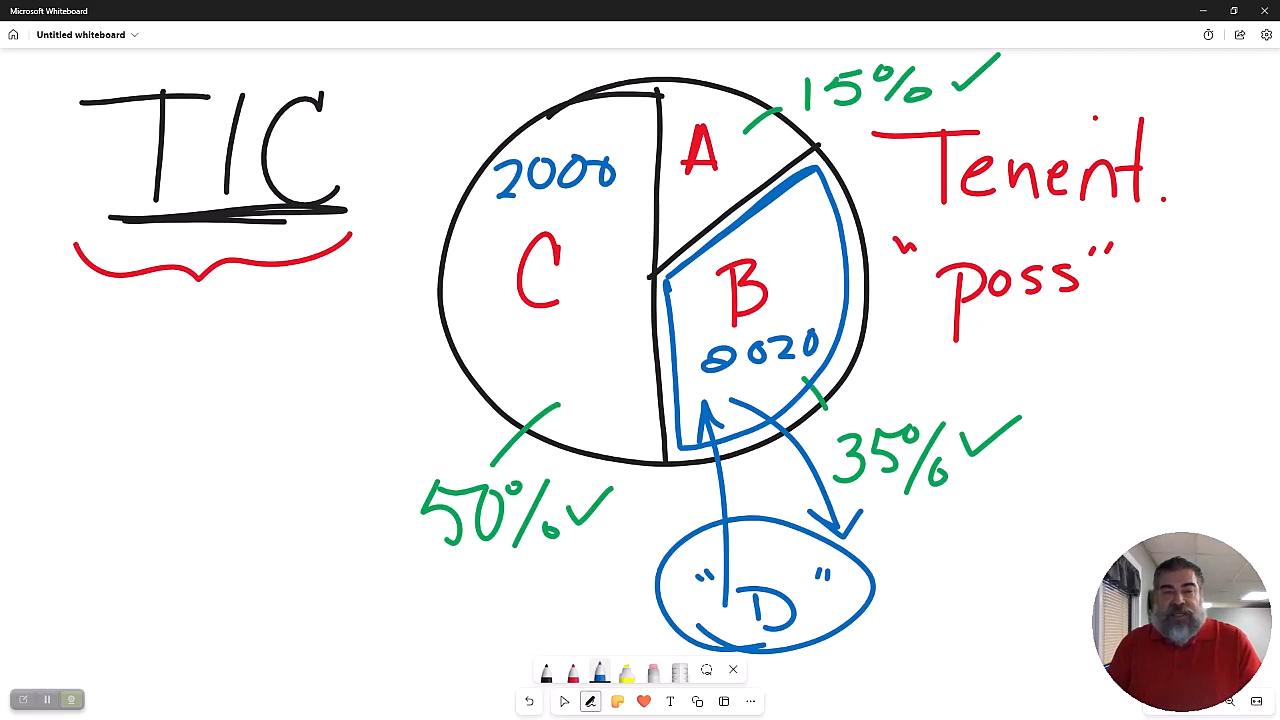 Microsoft Whiteboard
Untitled whiteboard
TIC
15%✓
2000
A
Tenent.
"poss"
C
B
2020
35%✓
50%✓
"D"
T